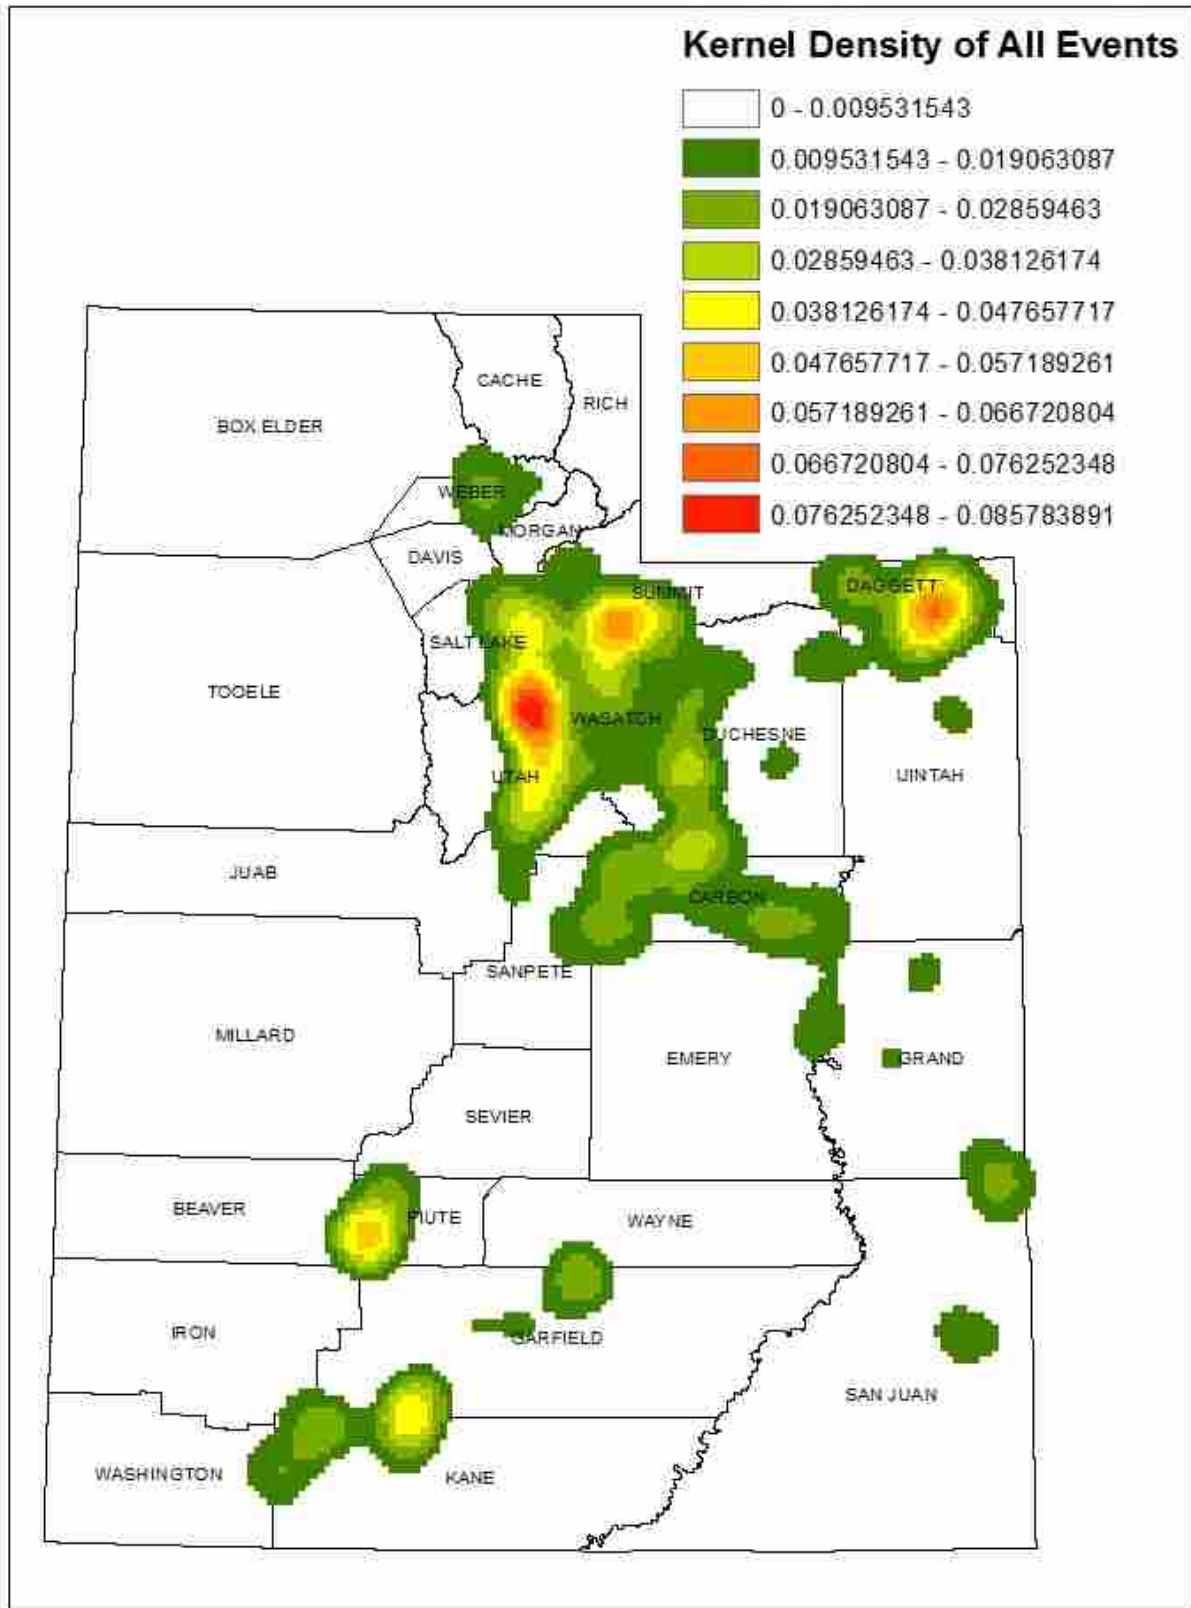 Kernel Density of All Events
0 - 0.009531543
0.009531543 - 0.019063087
0.019063087 - 0.02859463
0.02859463 - 0.038126174
0.038126174 - 0.047657717
0.047657717 - 0.057189261
0.057189261 - 0.066720804
0.066720804 - 0.076252348
0.076252348 - 0.085783891
CACHE
RICH
BOX ELDER
WEBER
MORGAN
DAVIS
SUMMIT
DAGGETT
SALT LAKE
TOOELE
WASATCH
DUCHESNE
UTAH
UINTAH
JUAB
CARBON
SANPETE
MILLARD
EMERY
GRAND
SEVIER
BEAVER
PIUTE
WAYNE
IRON
GARFIELD
SAN JUAN
WASHINGTON
KANE